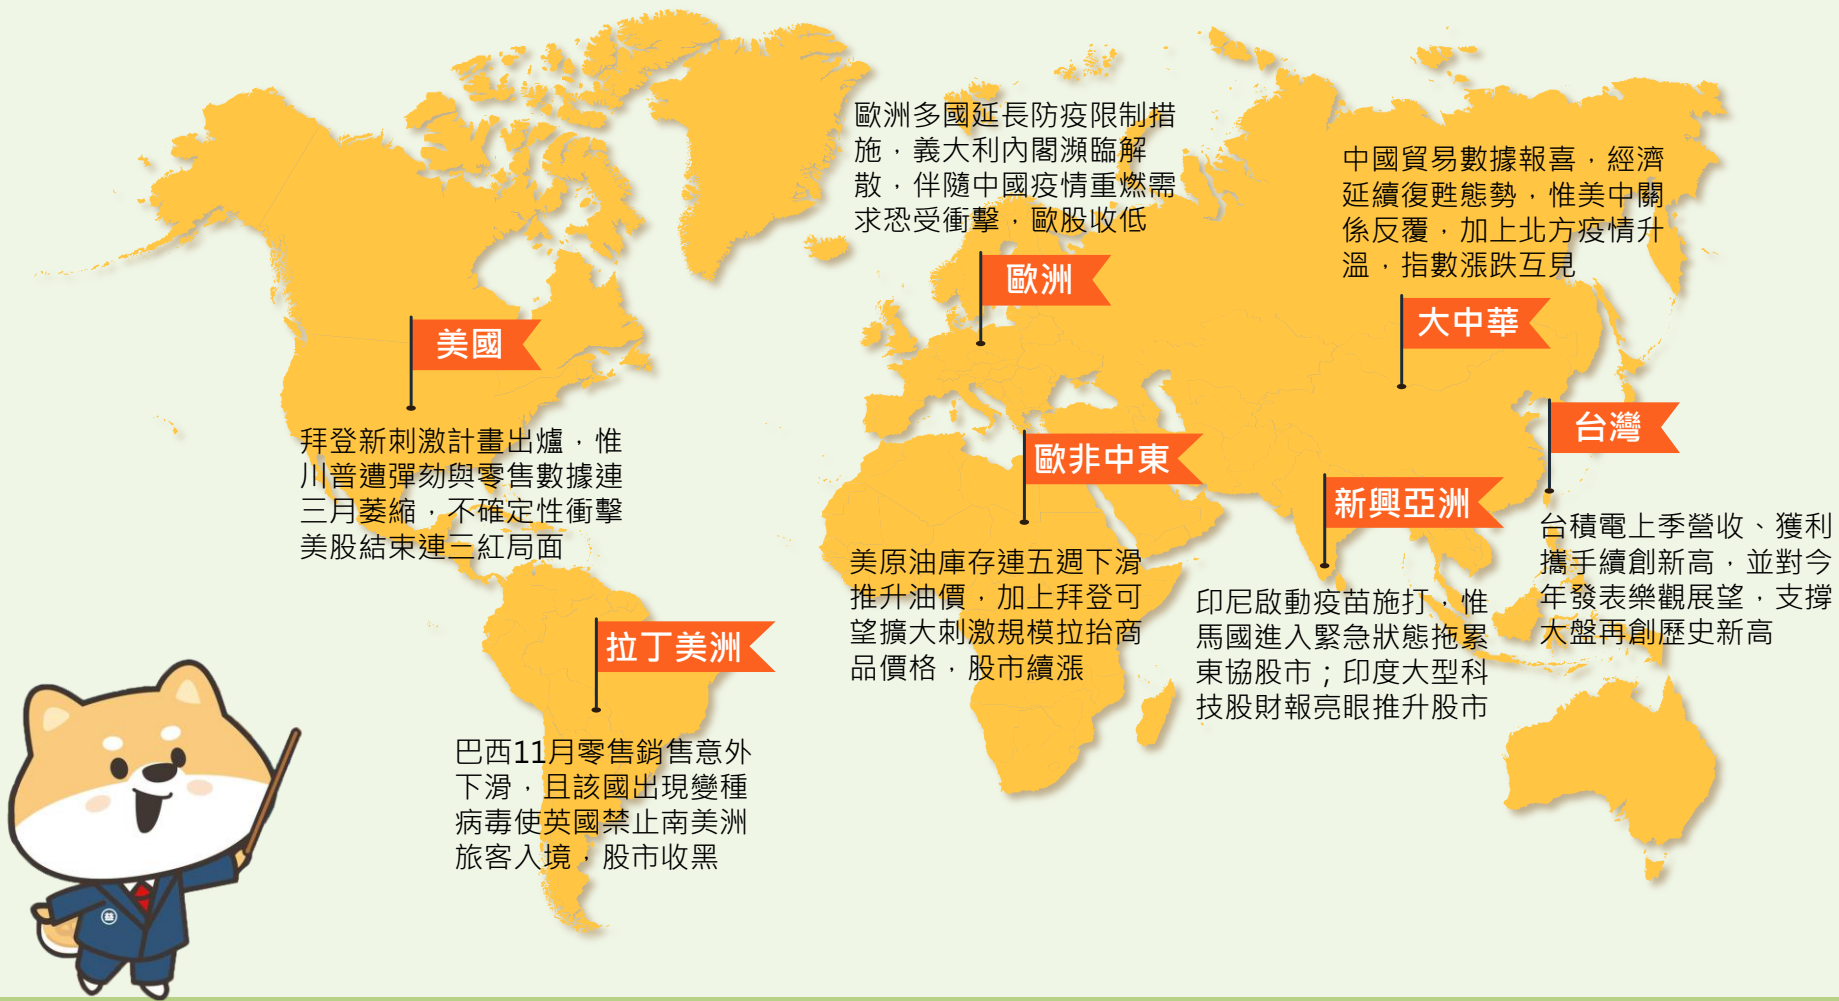 歐洲多國延長防疫限制措
施，義大利內閣瀕臨解
散，伴隨中國疫情重燃需
求恐受衝擊，歐股收低
歐洲
中國貿易數據報喜，經濟
延續復甦態勢，惟美中關
係反覆，加上北方疫情升
溫，指數漲跌互見
大中華
美國
拜登新刺激計畫出爐，惟
川普遭彈劾與零售數據連
三月萎縮，不確定性衝擊
美股結束連三紅局面
歐非中東
美原油庫存連五週下滑
推升油價，加上拜登可
望擴大刺激規模拉抬商
品價格，股市續漲
新興亞洲
印尼啟動疫苗施打，惟
馬國進入緊急狀態拖累
東協股市；印度大型科
技股財報亮眼推升股市
台灣
台積電上季營收、獲利
攜手續創新高，並對今
年發表樂觀展望，支撐
大盤再創歷史新高
拉丁美洲
巴西11月零售銷售意外
下滑，且該國出現變種
病毒使英國禁止南美洲
旅客入境，股市收黑